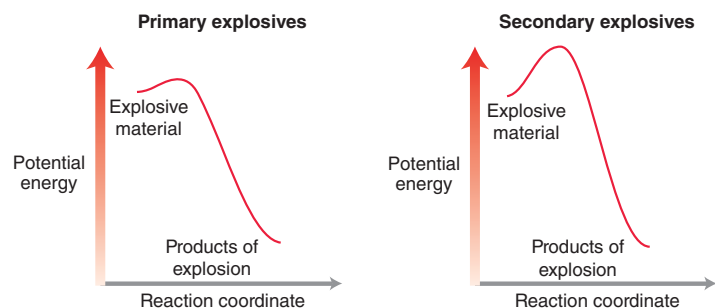 Primary explosives
Explosive
material
Potential
energy
Products of
explosion
Reaction coordinate
Secondary explosives
Explosive
material
Potential
energy
Products of
explosion
Reaction coordinate